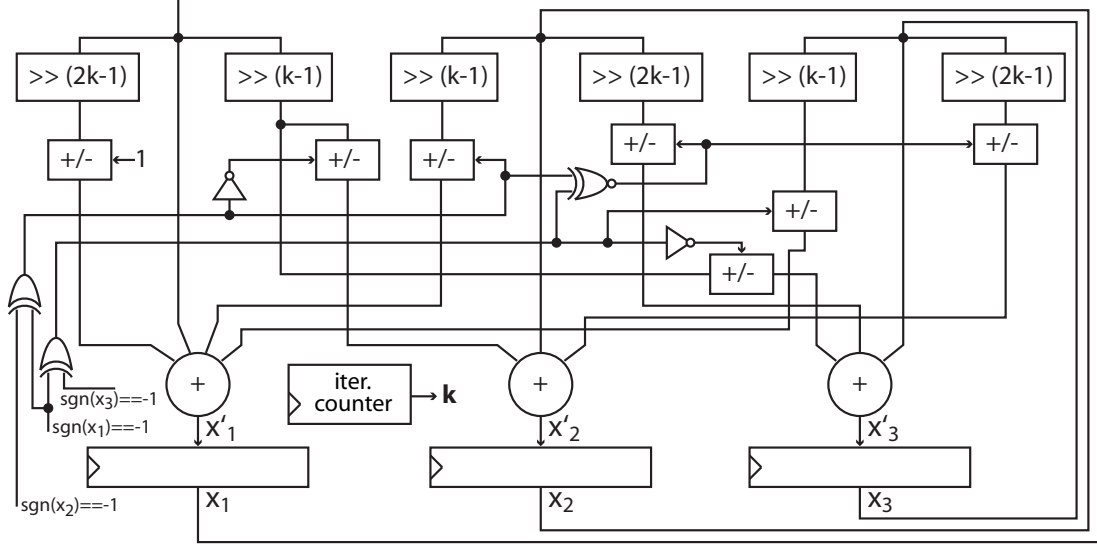 >> (2k-1)
>> (k-1)
>> (k-1)
>> (2k-1)
>> (k-1)
>> (2k-1)
+/-
1
+/-
+/-
+/-
+/-
+/-
+/-
+
+
+
iter.
counter
k
sgn(x3)==-1
sgn(x1)==-1
x'1
x'2
x'3
sgn(x2)==-1
x1
x2
x3